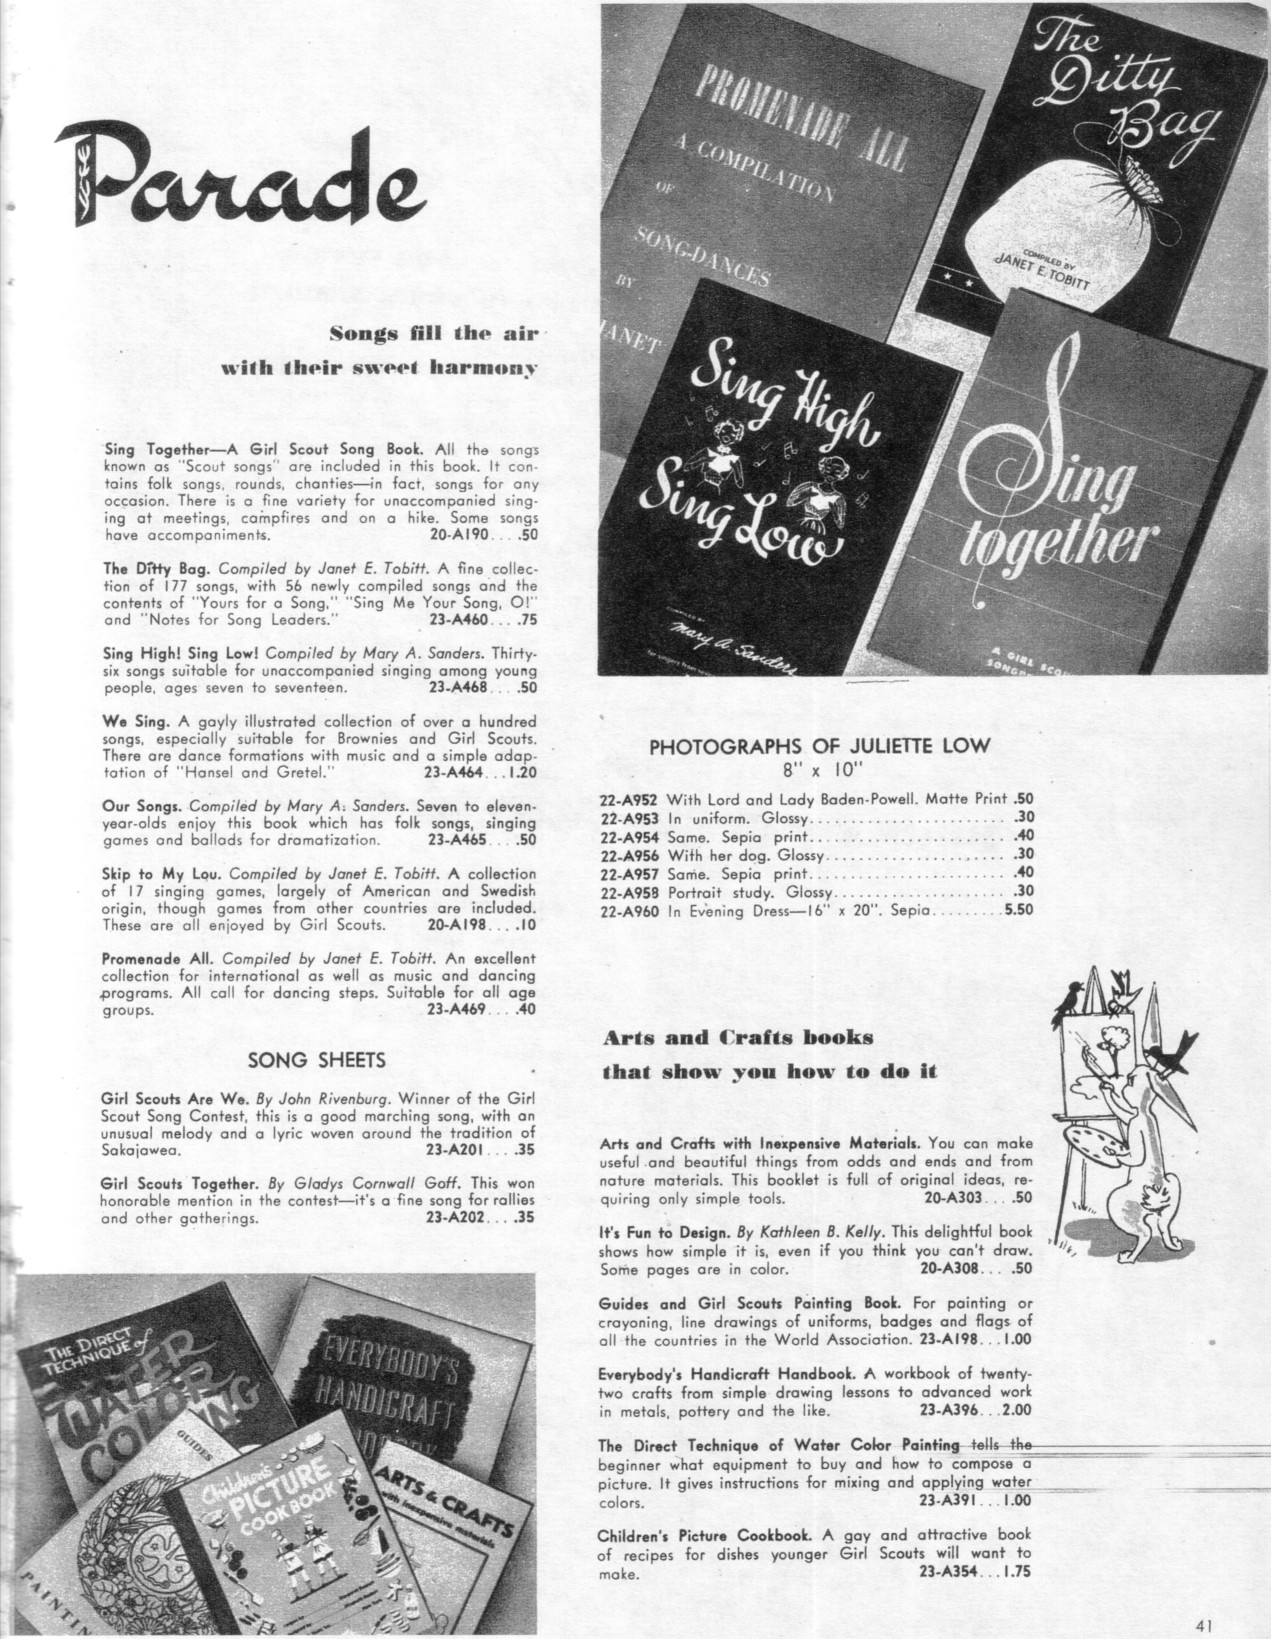 Parade
Songs fill the air
with their sweet harmony
Sing Together—A Girl Scout Song Book. All the songs
known as "Scout songs" are included in this book. It con-
tains folk songs, rounds, chanties—in fact, songs for any
occasion. There is a fine variety for unaccompanied sing-
ing at meetings, campfires and on a hike. Some songs
have accompaniments. 20-A190. . . .50
The Ditty Bag. Compiled by Janet E. Tobitt. A fine collec-
tion of 177 songs, with 56 newly compiled songs and the
contents of "Yours for a Song," "Sing Me Your Song, O!"
and "Notes for Song Leaders." 23-A460. . . .75
Sing High! Sing Low! Compiled by Mary A. Sanders. Thirty-
six songs suitable for unaccompanied singing among young
people, ages seven to seventeen. 23-A468. . . .50
We Sing. A gayly illustrated collection of over a hundred
songs, especially suitable for Brownies and Girl Scouts.
There are dance formations with music and a simple adap-
tation of "Hansel and Gretel." 23-A464. . . 1.20
Our Songs. Compiled by Mary A. Sanders. Seven to eleven-
year-olds enjoy this book which has folk songs, singing
games and ballads for dramatization. 23-A465. . . .50
Skip to My Lou. Compiled by Janet E. Tobitt. A collection
of 17 singing games, largely of American and Swedish
origin, though games from other countries are included.
These are all enjoyed by Girl Scouts. 20-A198. . . .10
Promenade All. Compiled by Janet E. Tobitt. An excellent
collection for international as well as music and dancing
programs. All call for dancing steps. Suitable for all age
groups. 23-A469. . . .40
SONG SHEETS
Girl Scouts Are We. By John Rivenburg. Winner of the Girl
Scout Song Contest, this is a good marching song, with an
unusual melody and a lyric woven around the tradition of
Sakajawea. 23-A201. . . .35
Girl Scouts Together. By Gladys Cornwall Goff. This won
honorable mention in the contest—it's a fine song for rallies
and other gatherings. 23-A202. . . .35
THE DIRECT
TECHNIQUE of
WATER
COLOR
EVERYBODY'S
HANDICRAFT
GUIDES
Children's
PICTURE
COOKBOOK
ARTS & CRAFTS
with inexpensive materials
PROMENADE ALL
A COMPILATION
OF
SONG-DANCES
BY
JANET
The
Ditty
Bag
COMPILED BY
JANET E. TOBITT
Sing High
Sing Low
COMPILED BY
Mary A. Sanders
Sing
together
A GIRL SCOUT
PHOTOGRAPHS OF JULIETTE LOW
8" x 10"
22-A952 With Lord and Lady Baden-Powell. Matte Print .50
22-A953 In uniform. Glossy. . . . . . . . . . . . . . . . . . . . . . . . .30
22-A954 Same. Sepia print. . . . . . . . . . . . . . . . . . . . . . . . .40
22-A956 With her dog. Glossy. . . . . . . . . . . . . . . . . . . . . . .30
22-A957 Same. Sepia print. . . . . . . . . . . . . . . . . . . . . . . . .40
22-A958 Portrait study. Glossy. . . . . . . . . . . . . . . . . . . . . .30
22-A960 In Evening Dress—16" x 20". Sepia. . . . . . . . . 5.50
Arts and Crafts books
that show you how to do it
Arts and Crafts with Inexpensive Materials. You can make
useful and beautiful things from odds and ends and from
nature materials. This booklet is full of original ideas, re-
quiring only simple tools. 20-A303. . . .50
It's Fun to Design. By Kathleen B. Kelly. This delightful book
shows how simple it is, even if you think you can't draw.
Some pages are in color. 20-A308. . . .50
Guides and Girl Scouts Painting Book. For painting or
crayoning, line drawings of uniforms, badges and flags of
all the countries in the World Association. 23-A198. . . 1.00
Everybody's Handicraft Handbook. A workbook of twenty-
two crafts from simple drawing lessons to advanced work
in metals, pottery and the like. 23-A396. . . 2.00
The Direct Technique of Water Color Painting tells the
beginner what equipment to buy and how to compose a
picture. It gives instructions for mixing and applying water
colors. 23-A391. . . 1.00
Children's Picture Cookbook. A gay and attractive book
of recipes for dishes younger Girl Scouts will want to
make. 23-A354. . . 1.75
41